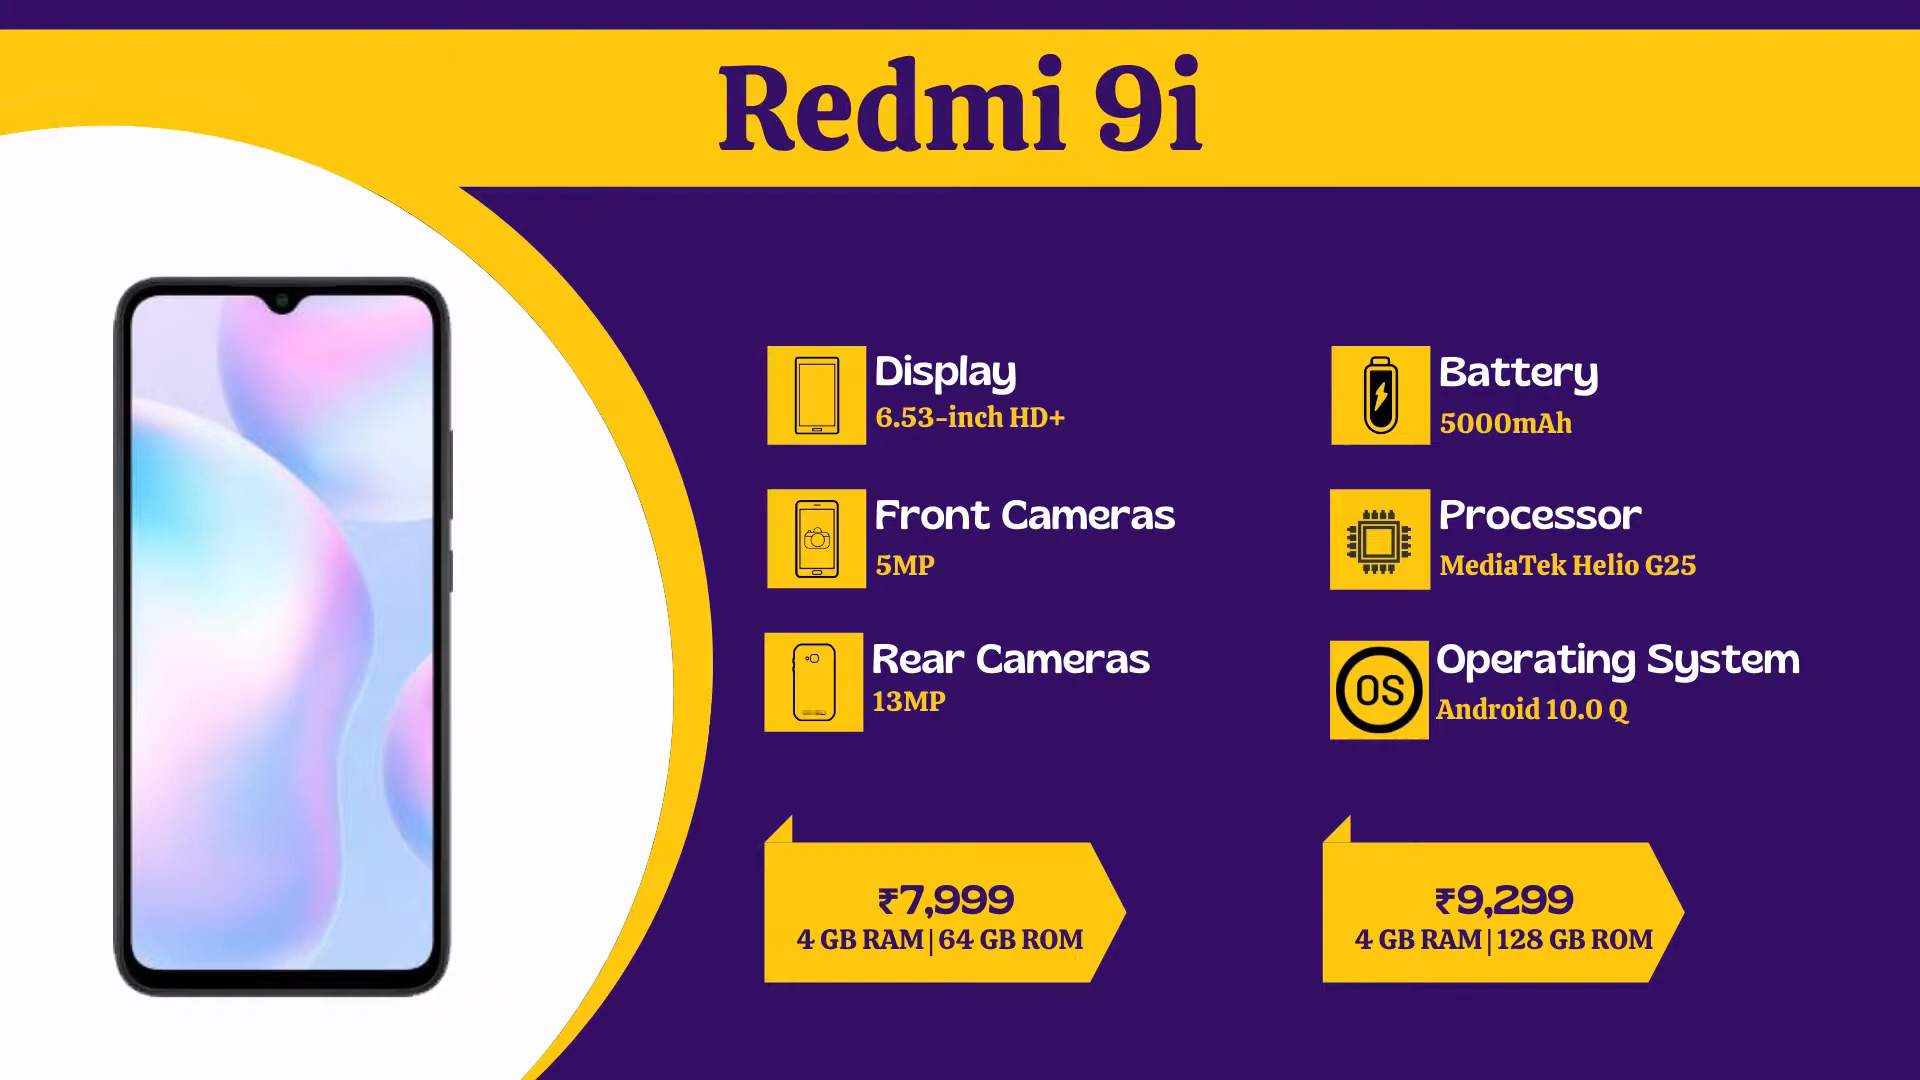 Redmi 9i
Display
6.53-inch HD+
Front Cameras
5MP
Rear Cameras
13MP
Battery
5000mAh
Processor
MediaTek Helio G25
OS
Operating System
Android 10.0 Q
₹7,999
4 GB RAM|64 GB ROM
₹9,299
4 GB RAM|128 GB ROM